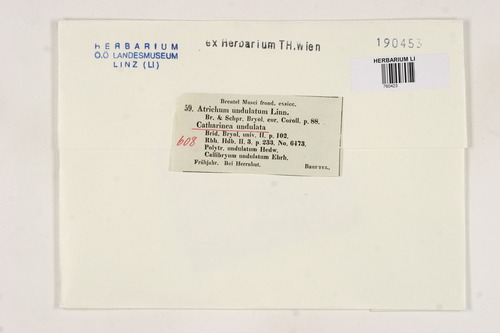 HERBARIUM
O.Ö LANDESMUSEUM
LINZ (LI)
ex Herbarium TH.Wien
190453
HERBARIUM LI
760423
Breutel Musci frond. exsicc.
59. Atrichum undulatum Linn.
Br. & Schpr. Bryol. eur. Coroll. p. 88.
Catharinea undulata
Brid. Bryol. univ. II. p. 102.
Rbh. Hdb. II. 3. p. 233. No. 6473.
Polytr. undulatum Hedw.
Callibryum undulatum Ehrh.
Frühjahr. Bei Herrnhut.
Breutel.
608